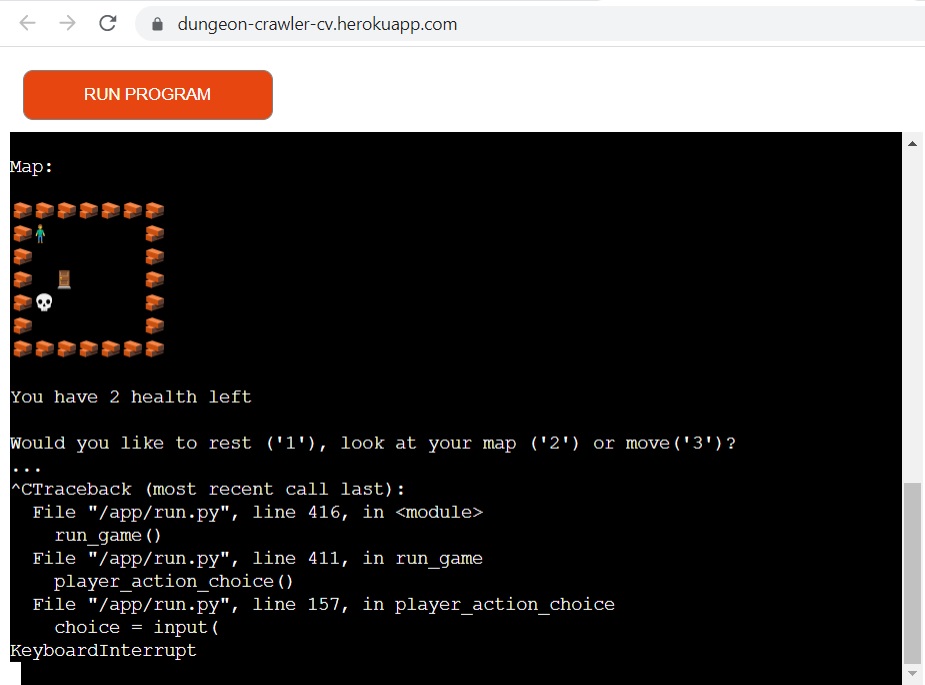 dungeon-crawler-cv.herokuapp.com
RUN PROGRAM
Map:
You have 2 health left
Would you like to rest ('1'), look at your map ('2') or move('3')?
...
^CTraceback (most recent call last):
  File "/app/run.py", line 416, in <module>
    run_game()
  File "/app/run.py", line 411, in run_game
    player_action_choice()
  File "/app/run.py", line 157, in player_action_choice
    choice = input(
KeyboardInterrupt